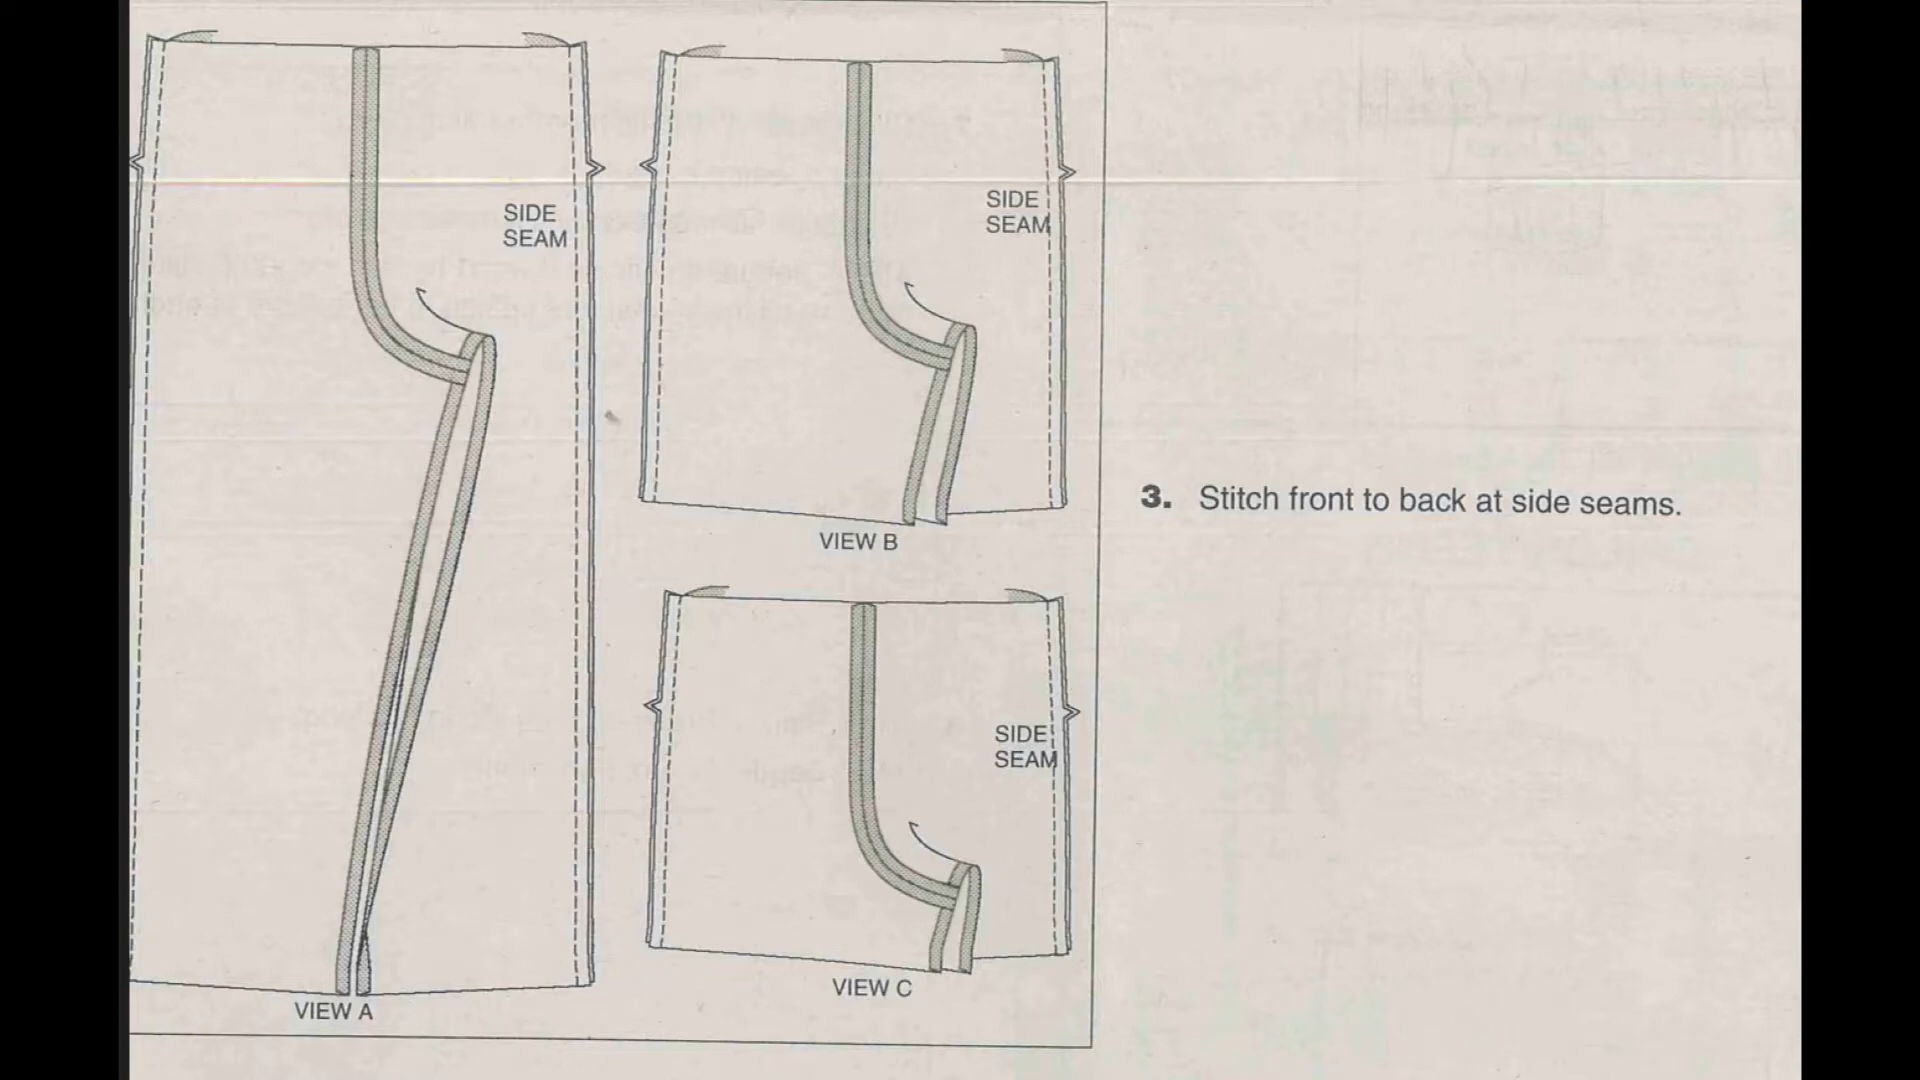 SIDE
SEAM
VIEW A
SIDE
SEAM
VIEW B
SIDE
SEAM
VIEW C
3. Stitch front to back at side seams.